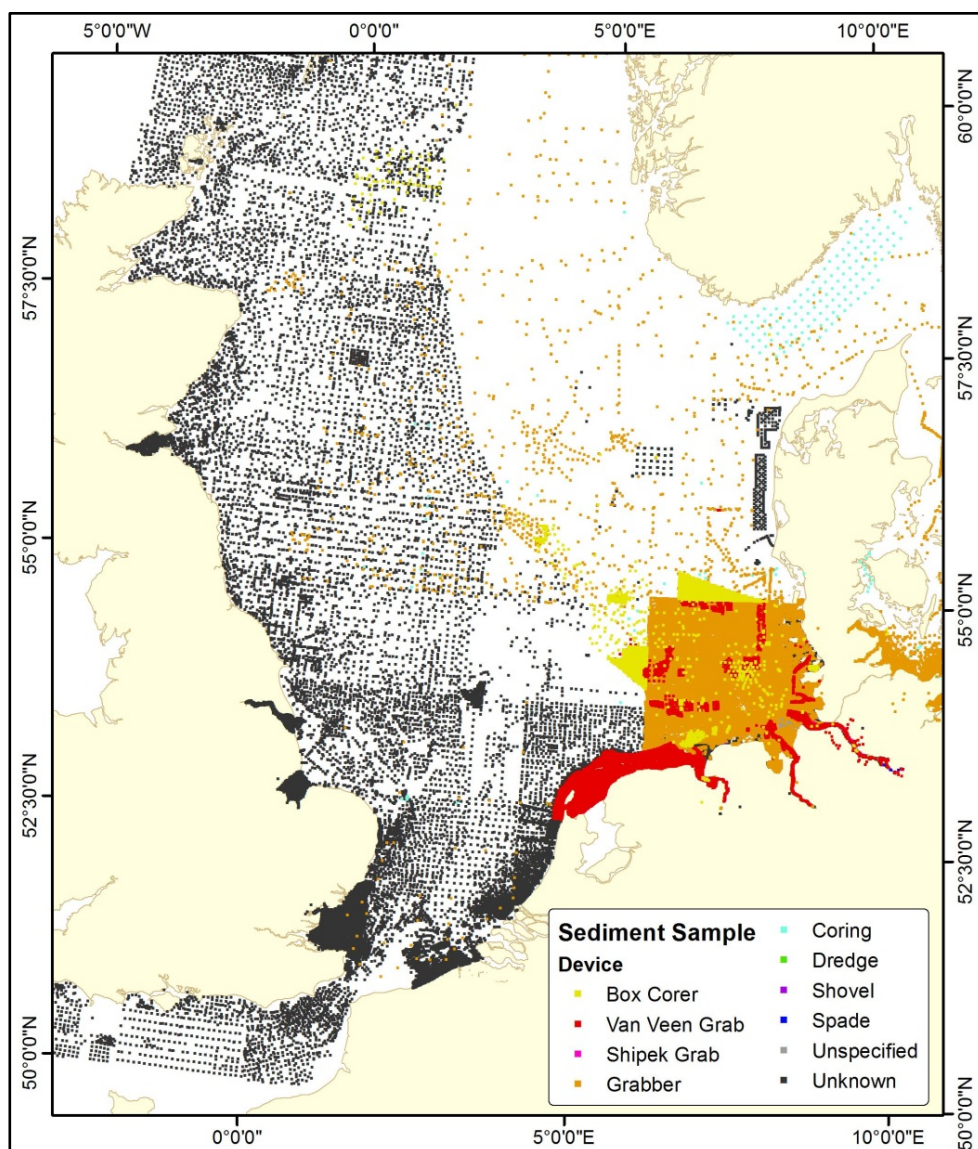 5°0'0"W 0°0'0" 5°0'0"E 10°0'0"E
60°0'0"N
57°30'0"N
57°30'0"N
55°0'0"N
55°0'0"N
52°30'0"N
52°30'0"N
50°0'0"N
50°0'0"N
Sediment Sample
Device
Box Corer
Van Veen Grab
Shipek Grab
Grabber
Coring
Dredge
Shovel
Spade
Unspecified
Unknown
0°0'0" 5°0'0"E 10°0'0"E